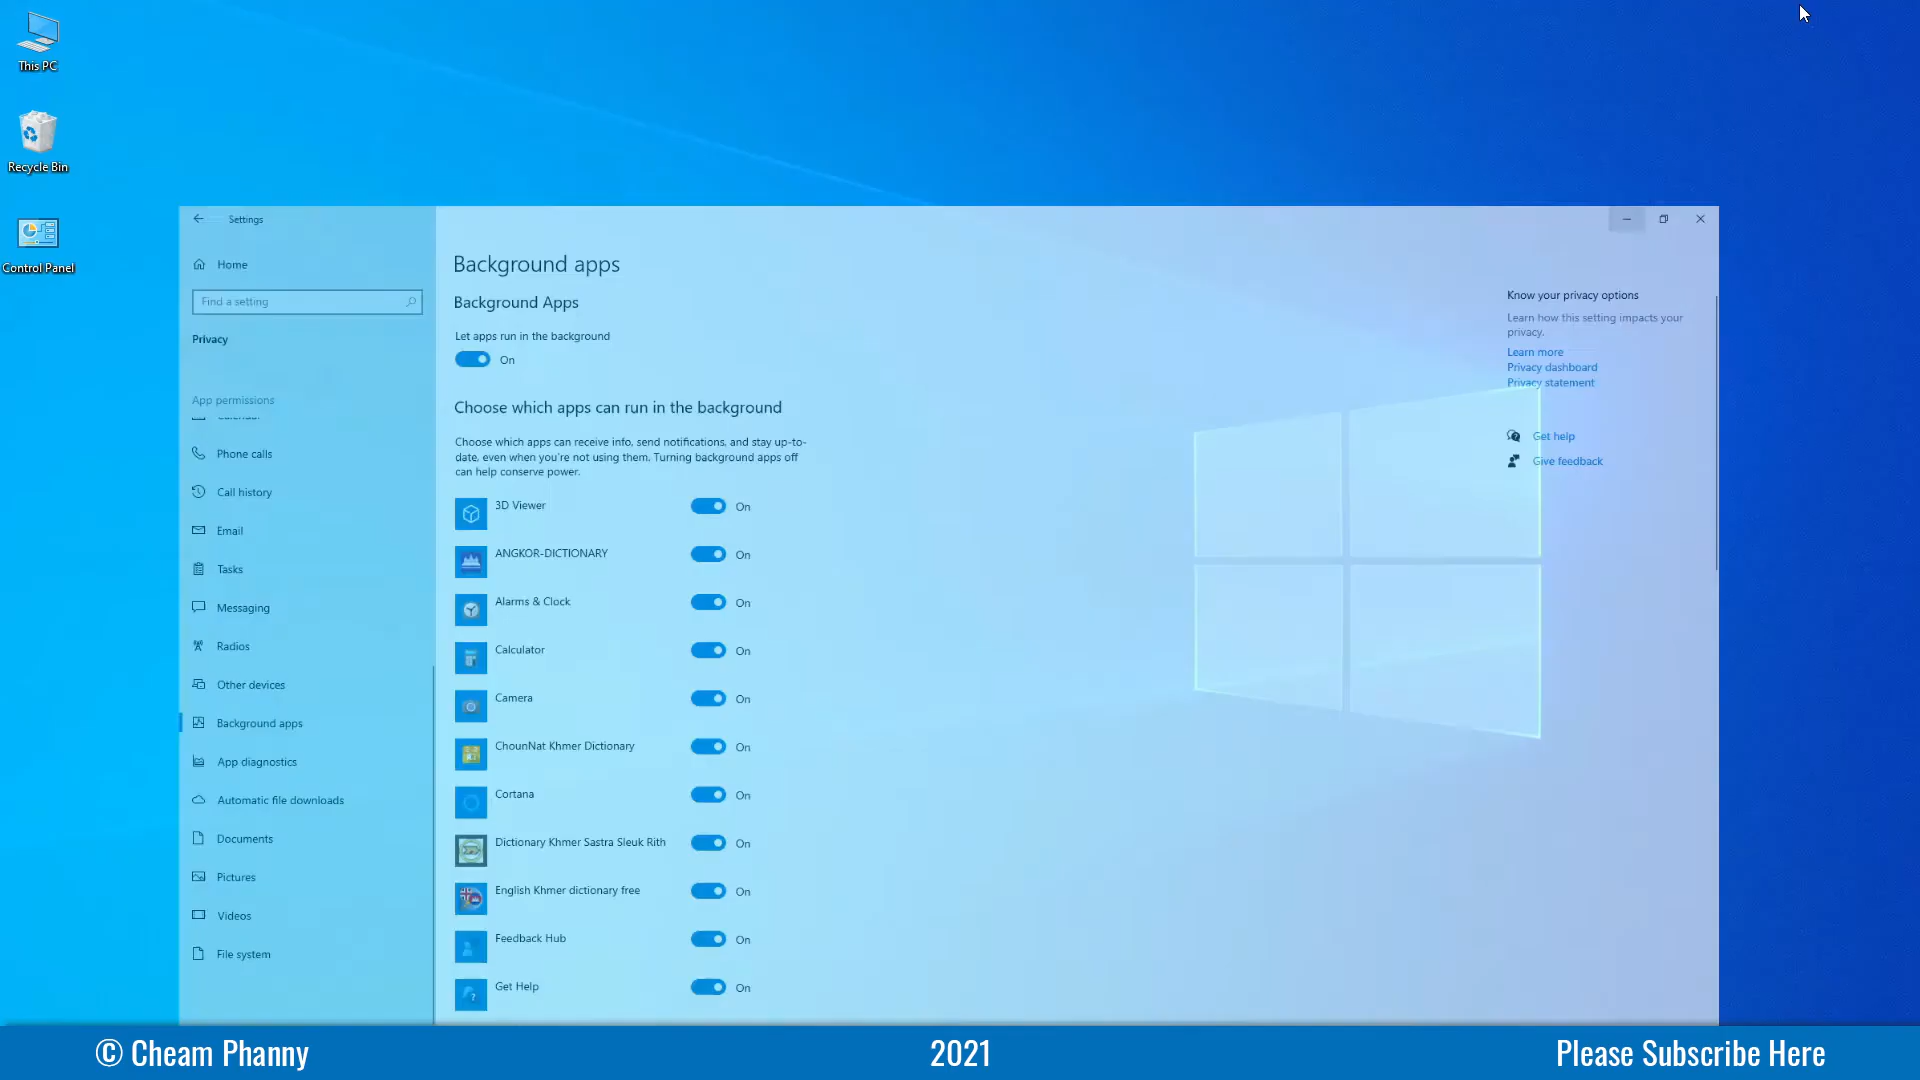 This PC
Recycle Bin
Control Panel
Settings
Home
Find a setting
Privacy
App permissions
Calendar
Phone calls
Call history
Email
Tasks
Messaging
Radios
Other devices
Background apps
App diagnostics
Automatic file downloads
Documents
Pictures
Videos
File system
Background apps
Background Apps
Let apps run in the background
On
Choose which apps can run in the background
Choose which apps can receive info, send notifications, and stay up-to-
date, even when you're not using them. Turning background apps off
can help conserve power.
3D Viewer On
ANGKOR-DICTIONARY On
Alarms & Clock On
Calculator On
Camera On
ChounNat Khmer Dictionary On
Cortana On
Dictionary Khmer Sastra Sleuk Rith On
English Khmer dictionary free On
Feedback Hub On
Get Help On
Know your privacy options
Learn how this setting impacts your
privacy.
Learn more
Privacy dashboard
Privacy statement
Get help
Give feedback
© Cheam Phanny
2021
Please Subscribe Here